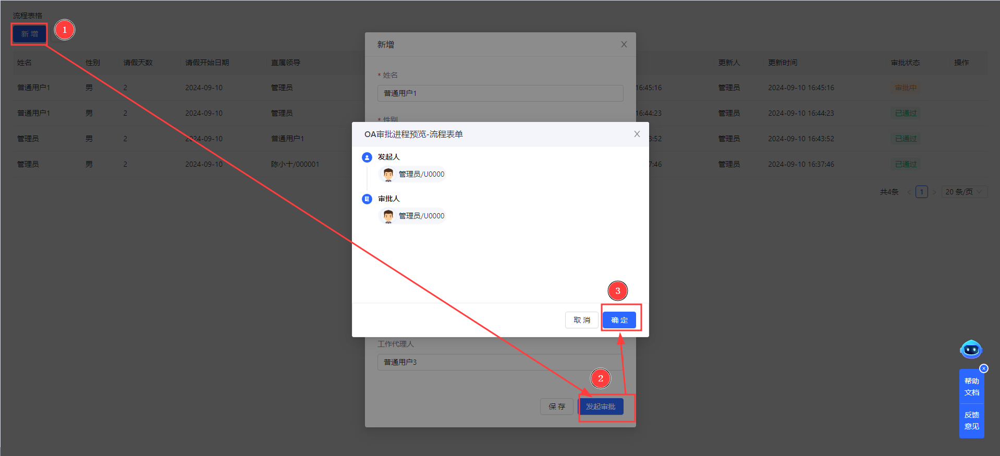 流程表格
新 增
1
姓名 性别 请假天数 请假开始日期 直属领导 更新人 更新时间 审批状态 操作
普通用户1 男 2 2024-09-10 管理员 16:45:16 管理员 2024-09-10 16:45:16 审批中
普通用户1 男 2 2024-09-10 管理员 16:44:23 管理员 2024-09-10 16:44:23 已通过
管理员 男 2 2024-09-10 普通用户1 3:52 管理员 2024-09-10 16:43:52 已通过
管理员 男 2 2024-09-10 陈小十/000001 7:46 管理员 2024-09-10 16:37:46 已通过
共4条 < 1 > 20 条/页
新增
* 姓名
普通用户1
* 性别
OA审批进程预览-流程表单
发起人
管理员/U0000
审批人
管理员/U0000
3
取 消 确 定
工作代理人
普通用户3
2
保 存 发起审批
帮助
文档
反馈
意见